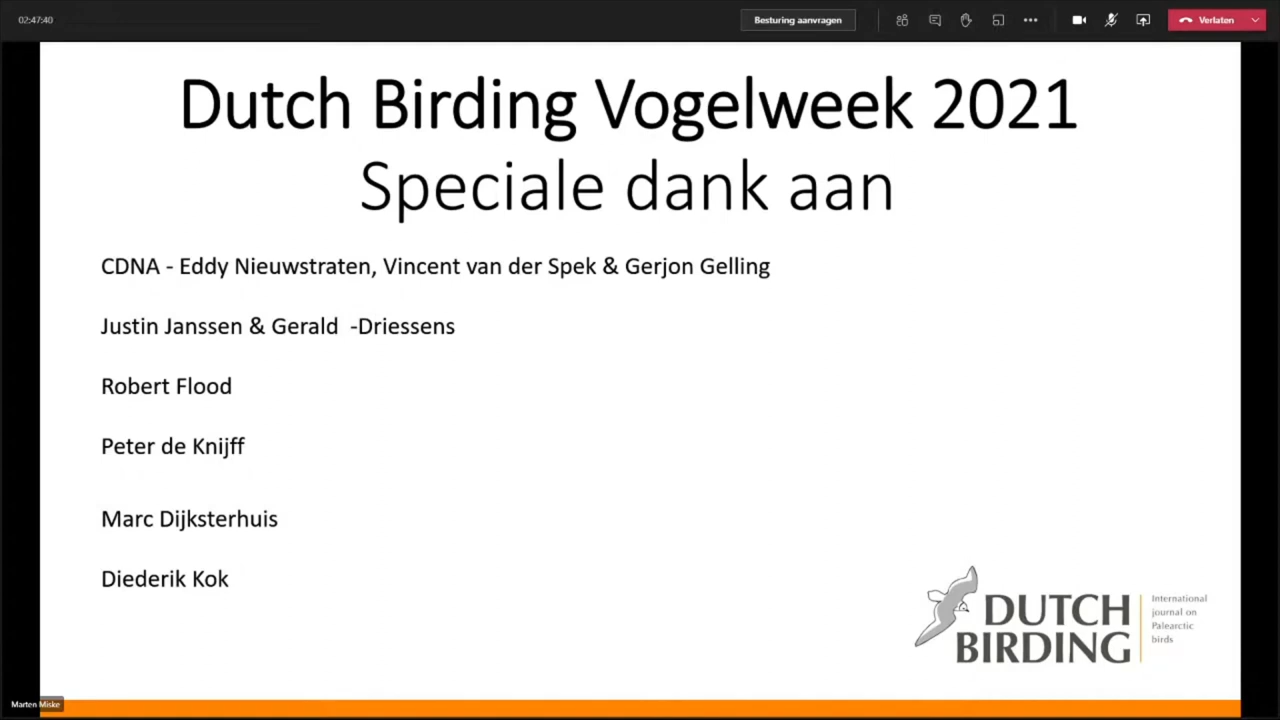 02:47:40
Besturing aanvragen
Verlaten
Dutch Birding Vogelweek 2021
Speciale dank aan
CDNA - Eddy Nieuwstraten, Vincent van der Spek & Gerjon Gelling
Justin Janssen & Gerald  -Driessens
Robert Flood
Peter de Knijff
Marc Dijksterhuis
Diederik Kok
DUTCH
BIRDING
International
journal on
Palearctic
birds
Marten Miske